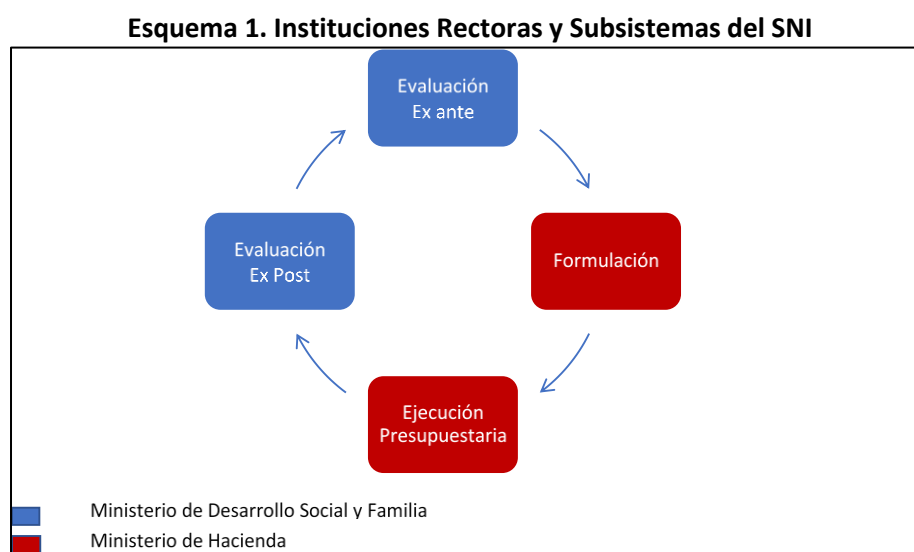 Esquema 1. Instituciones Rectoras y Subsistemas del SNI
Evaluación
Ex ante
Evaluación
Ex Post
Formulación
Ejecución
Presupuestaria
Ministerio de Desarrollo Social y Familia
Ministerio de Hacienda